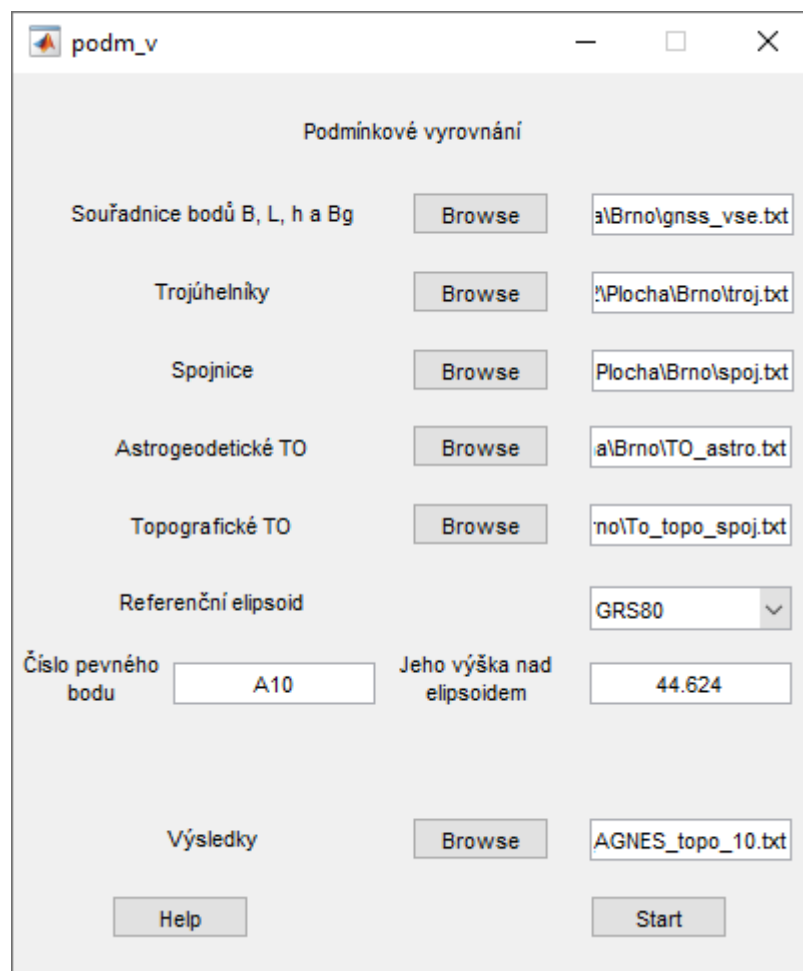 podm_v
Podmínkové vyrovnání
Souřadnice bodů B, L, h a Bg Browse a\Brno\gnss_vse.txt
Trojúhelníky Browse \Plocha\Brno\troj.txt
Spojnice Browse Plocha\Brno\spoj.txt
Astrogeodetické TO Browse a\Brno\TO_astro.txt
Topografické TO Browse rno\To_topo_spoj.txt
Referenční elipsoid GRS80
Číslo pevného bodu A10 Jeho výška nad elipsoidem 44.624
Výsledky Browse AGNES_topo_10.txt
Help Start